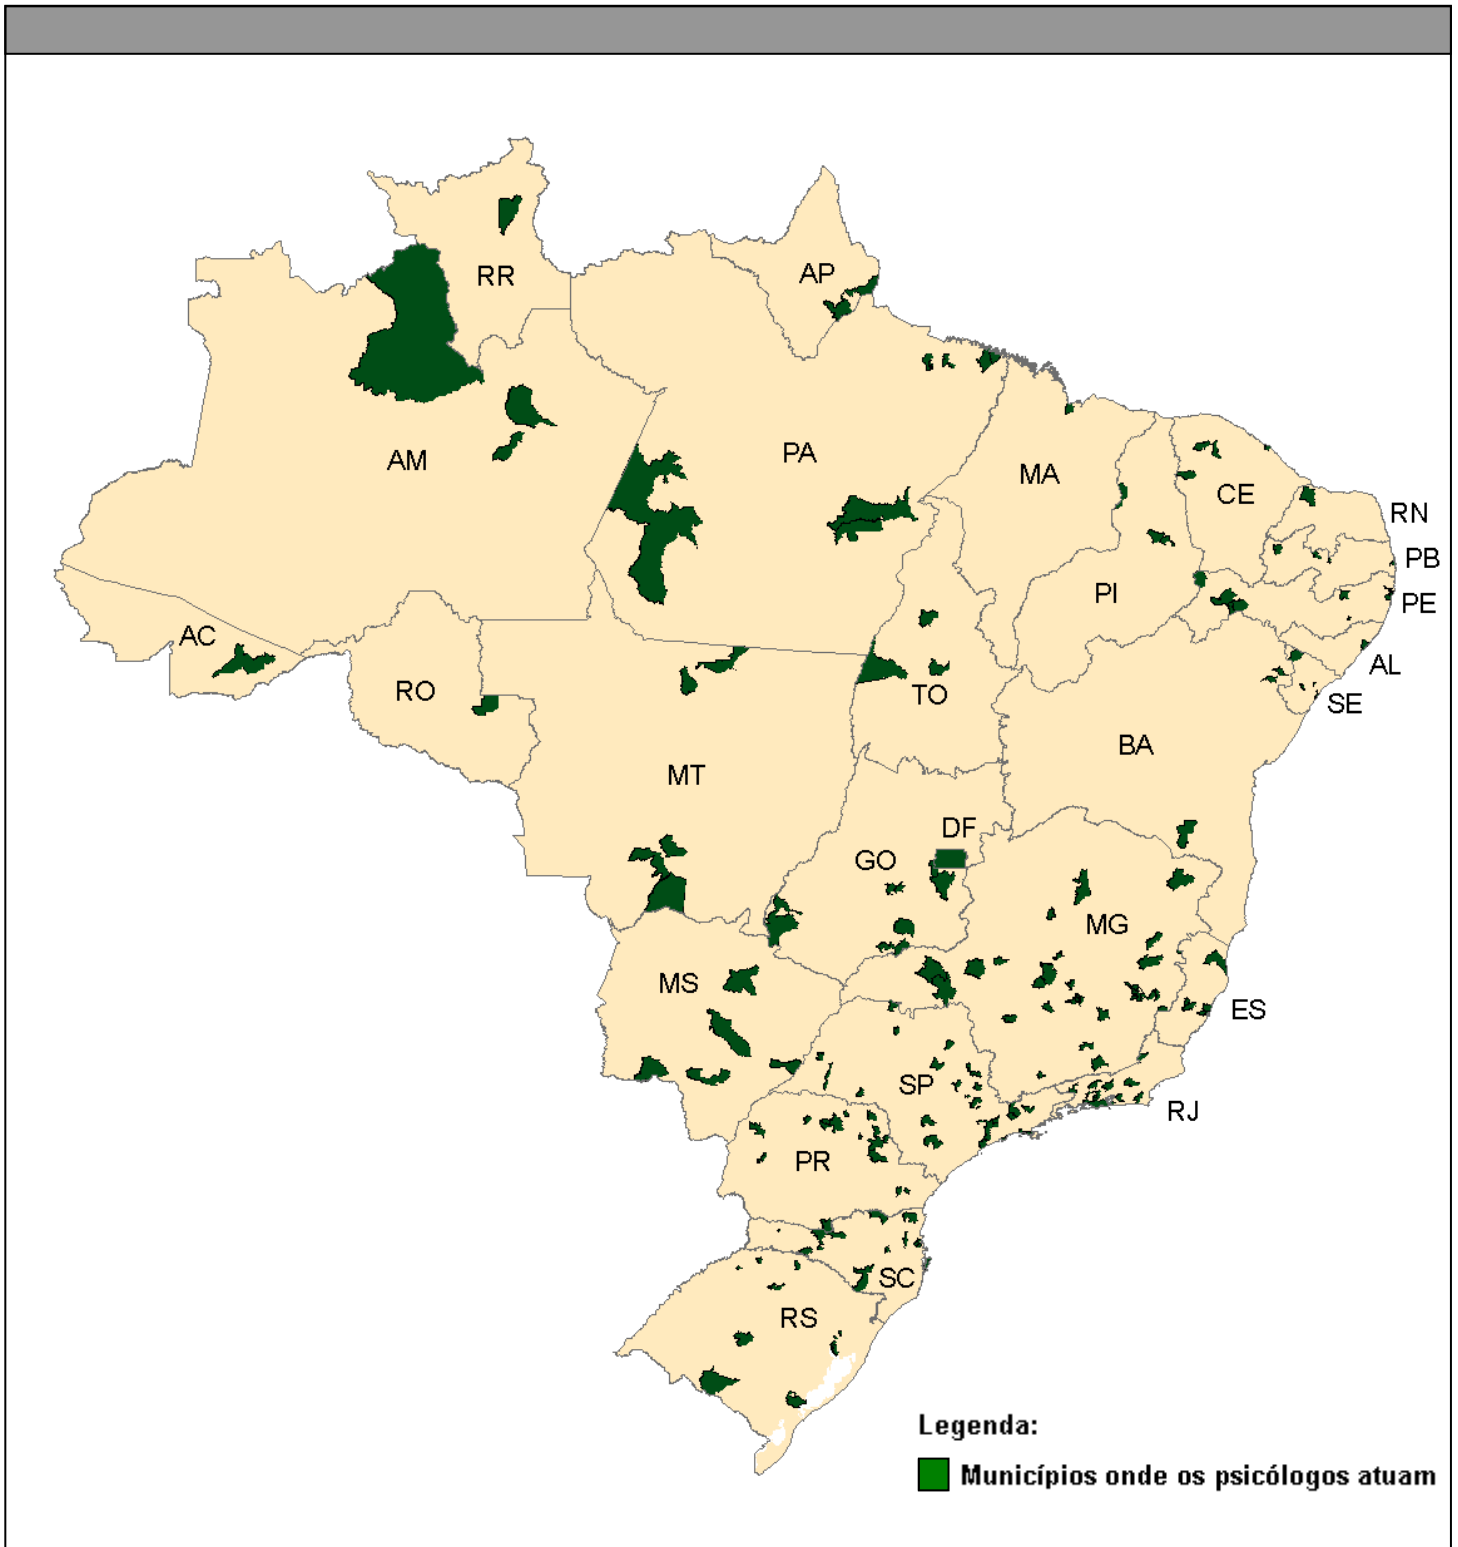 RR
AP
AM
PA
MA
CE
RN
PB
PE
PI
AC
AL
RO
TO
SE
BA
MT
DF
GO
MG
MS
ES
SP
RJ
PR
SC
RS
Legenda:
Municípios onde os psicólogos atuam